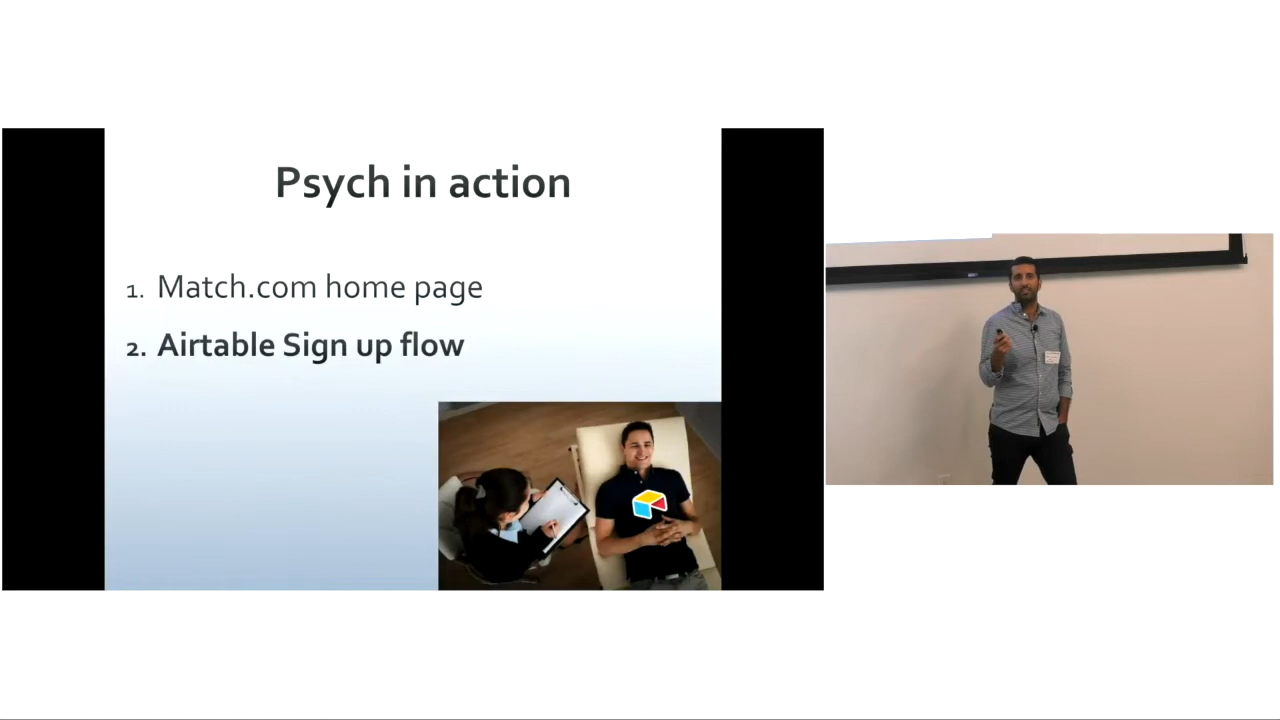 Psych in action
1. Match.com home page
2. Airtable Sign up flow